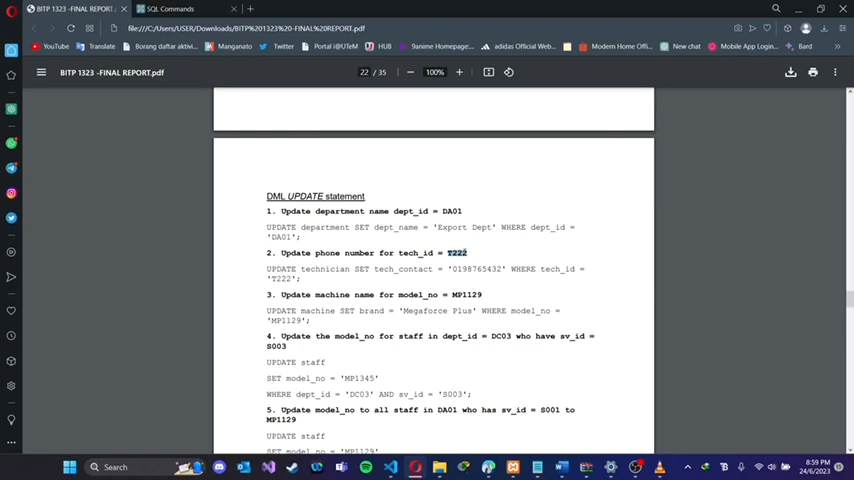 BITP 1323 -FINAL REPORT.pdf
SQL Commands
file:///C:/Users/USER/Downloads/BITP%201323%20-FINAL%20REPORT.pdf
YouTube
Translate
Borang daftar aktivi...
Manganato
Twitter
Portal i@UTeM
HUB
9anime Homepage:...
adidas Official Web...
Modern Home Offi...
New chat
Mobile App Login...
Bard
BITP 1323 -FINAL REPORT.pdf
22 / 35
100%
DML UPDATE statement
1. Update department name dept_id = DA01
UPDATE department SET dept_name = 'Export Dept' WHERE dept_id =
'DA01';
2. Update phone number for tech_id = T222
UPDATE technician SET tech_contact = '0198765432' WHERE tech_id =
'T222';
3. Update machine name for model_no = MP1129
UPDATE machine SET brand = 'Megaforce Plus' WHERE model_no =
'MP1129';
4. Update the model_no for staff in dept_id = DC03 who have sv_id =
S003
UPDATE staff
SET model_no = 'MP1345'
WHERE dept_id = 'DC03' AND sv_id = 'S003';
5. Update model_no to all staff in DA01 who has sv_id = S001 to
MP1129
UPDATE staff
SET model_no = 'MP1129'
Search
8:59 PM
24/6/2023